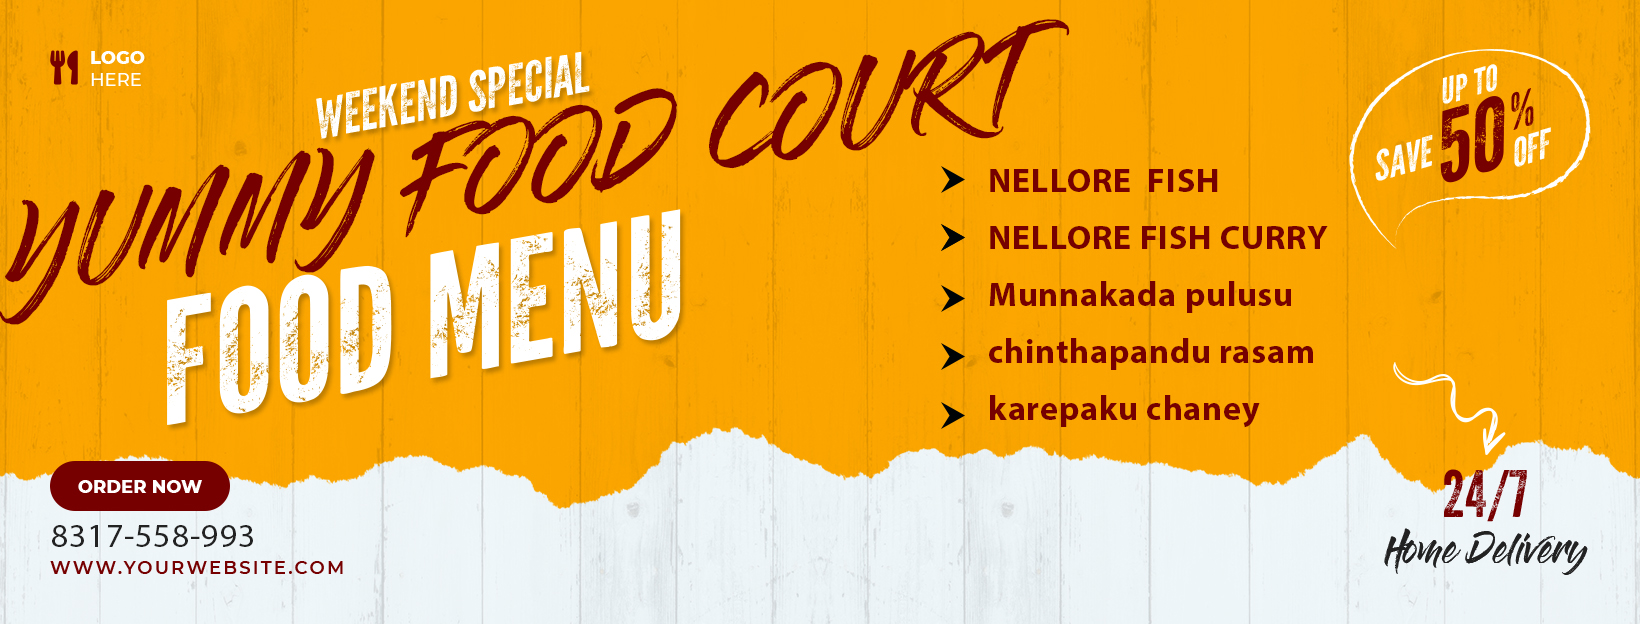 LOGO
HERE
WEEKEND SPECIAL
YUMMY FOOD COURT
FOOD MENU
NELLORE FISH
NELLORE FISH CURRY
Munnakada pulusu
chinthapandu rasam
karepaku chaney
UP TO
SAVE 50% OFF
ORDER NOW
8317-558-993
WWW.YOURWEBSITE.COM
24/7
Home Delivery